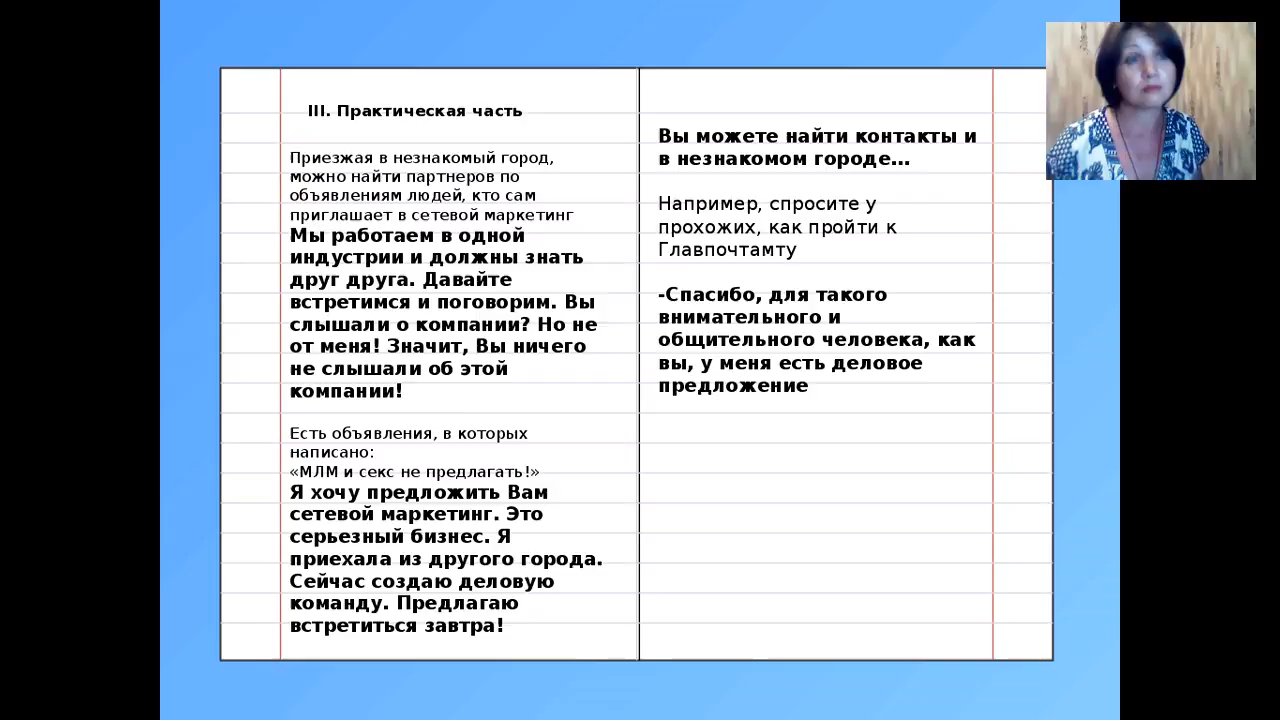 III. Практическая часть
Приезжая в незнакомый город,
можно найти партнеров по
объявлениям людей, кто сам
приглашает в сетевой маркетинг
Мы работаем в одной
индустрии и должны знать
друг друга. Давайте
встретимся и поговорим. Вы
слышали о компании? Но не
от меня! Значит, Вы ничего
не слышали об этой
компании!
Есть объявления, в которых
написано:
«МЛМ и секс не предлагать!»
Я хочу предложить Вам
сетевой маркетинг. Это
серьезный бизнес. Я
приехала из другого города.
Сейчас создаю деловую
команду. Предлагаю
встретиться завтра!
Вы можете найти контакты и
в незнакомом городе…
Например, спросите у
прохожих, как пройти к
Главпочтамту
-Спасибо, для такого
внимательного и
общительного человека, как
вы, у меня есть деловое
предложение